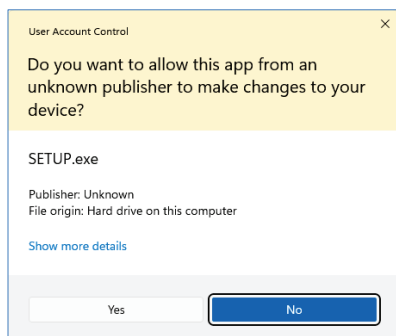 User Account Control
Do you want to allow this app from an
unknown publisher to make changes to your
device?
SETUP.exe
Publisher: Unknown
File origin: Hard drive on this computer
Show more details
Yes
No